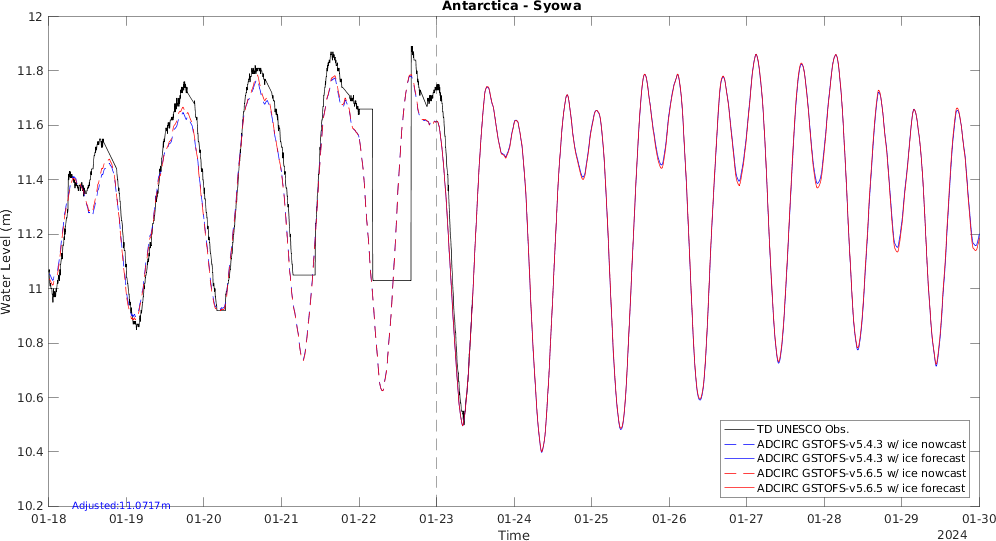 Antarctica - Syowa
12
11.8
11.6
11.4
11.2
11
10.8
10.6
10.4
10.2
Water Level (m)
TD UNESCO Obs.
ADCIRC GSTOFS-v5.4.3 w/ ice nowcast
ADCIRC GSTOFS-v5.4.3 w/ ice forecast
ADCIRC GSTOFS-v5.6.5 w/ ice nowcast
ADCIRC GSTOFS-v5.6.5 w/ ice forecast
Adjusted:11.0717m
01-18 01-19 01-20 01-21 01-22 01-23 01-24 01-25 01-26 01-27 01-28 01-29 01-30
Time
2024